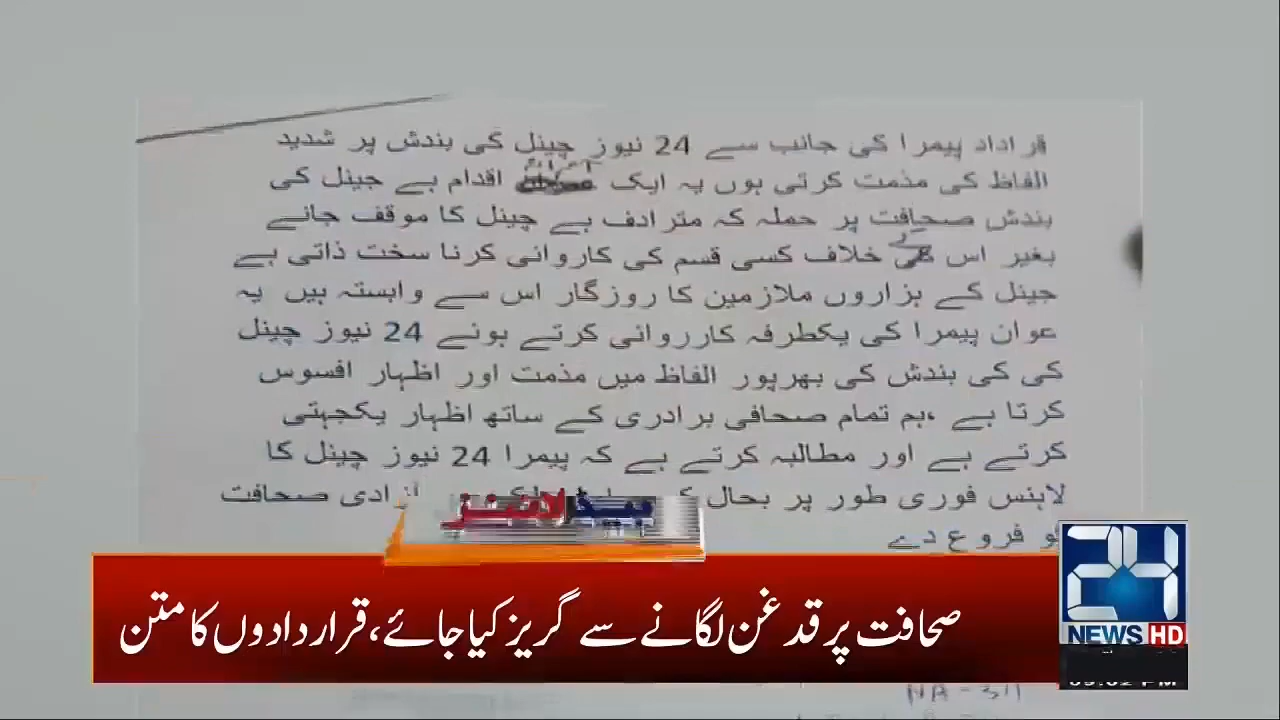 قراداد پیمرا کی جانب سے 24 نیوز چینل کی بندش پر شدید
الفاظ کی مذمت کرتی ہوں یہ ایک اقدام ہے جینل کی
بندش صحافت پر حملہ کہ مترادف ہے چینل کا موقف جانے
بغیر اس کے خلاف کسی قسم کی کاروائی کرنا سخت ذاتی ہے
جینل کے ہزاروں ملازمین کا روزگار اس سے وابستہ ہیں یہ
عوان پیمرا کی یکطرفہ کارروائی کرتے ہونے 24 نیوز چینل
کی کی بندش کی بھرپور الفاظ میں مذمت اور اظہار افسوس
کرتا ہے ،ہم تمام صحافی برادری کے ساتھ اظہار یکجہتی
کرتے ہے اور مطالبہ کرتے ہے کہ پیمرا 24 نیوز چینل کا
لاہنس فوری طور پر بحال صحافت
فروع دے
ہیڈلائنز
صحافت پر قدغن لگانے سے گریز کیا جائے، قراردادوں کا متن
24
NEWS HD
NA-311